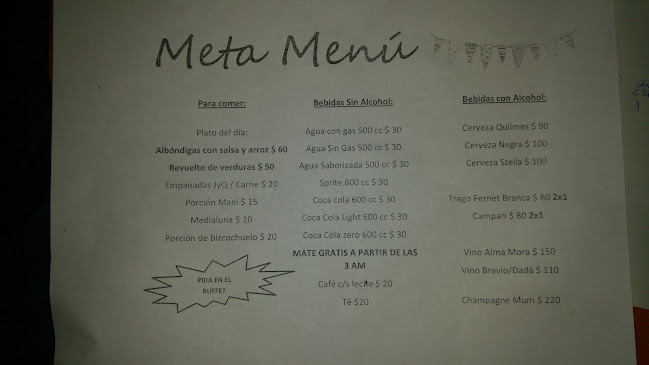 Meta Menú
Para comer:
Plato del dia:
Albóndigas con salsa y arroz $ 60
Revuelto de verduras $ 50
Empanadas JyQ / Carne $ 20
Porción Maní $ 15
Medialuna $ 10
Porción de bizcochuelo $ 20
PIDA EN EL
BUFFET
Bebidas Sin Alcohol:
Agua con gas 500 cc $ 30
Agua Sin Gas 500 cc $ 30
Agua Saborizada 500 cc $ 30
Sprite 600 cc $ 30
Coca cola 600 cc $ 30
Coca Cola Light 600 cc $ 30
Coca Cola zero 600 cc $ 30
MATE GRATIS A PARTIR DE LAS
3 AM
Café c/s leche $ 20
Té $20
Bebidas con Alcohol:
Cerveza Quilmes $ 90
Cerveza Negra $ 100
Cerveza Stella $ 100
Trago Fernet Branca $ 80 2x1
Campari $ 80 2x1
Vino Alma Mora $ 150
Vino Bravio/Dadá $ 110
Champagne Mum $ 220